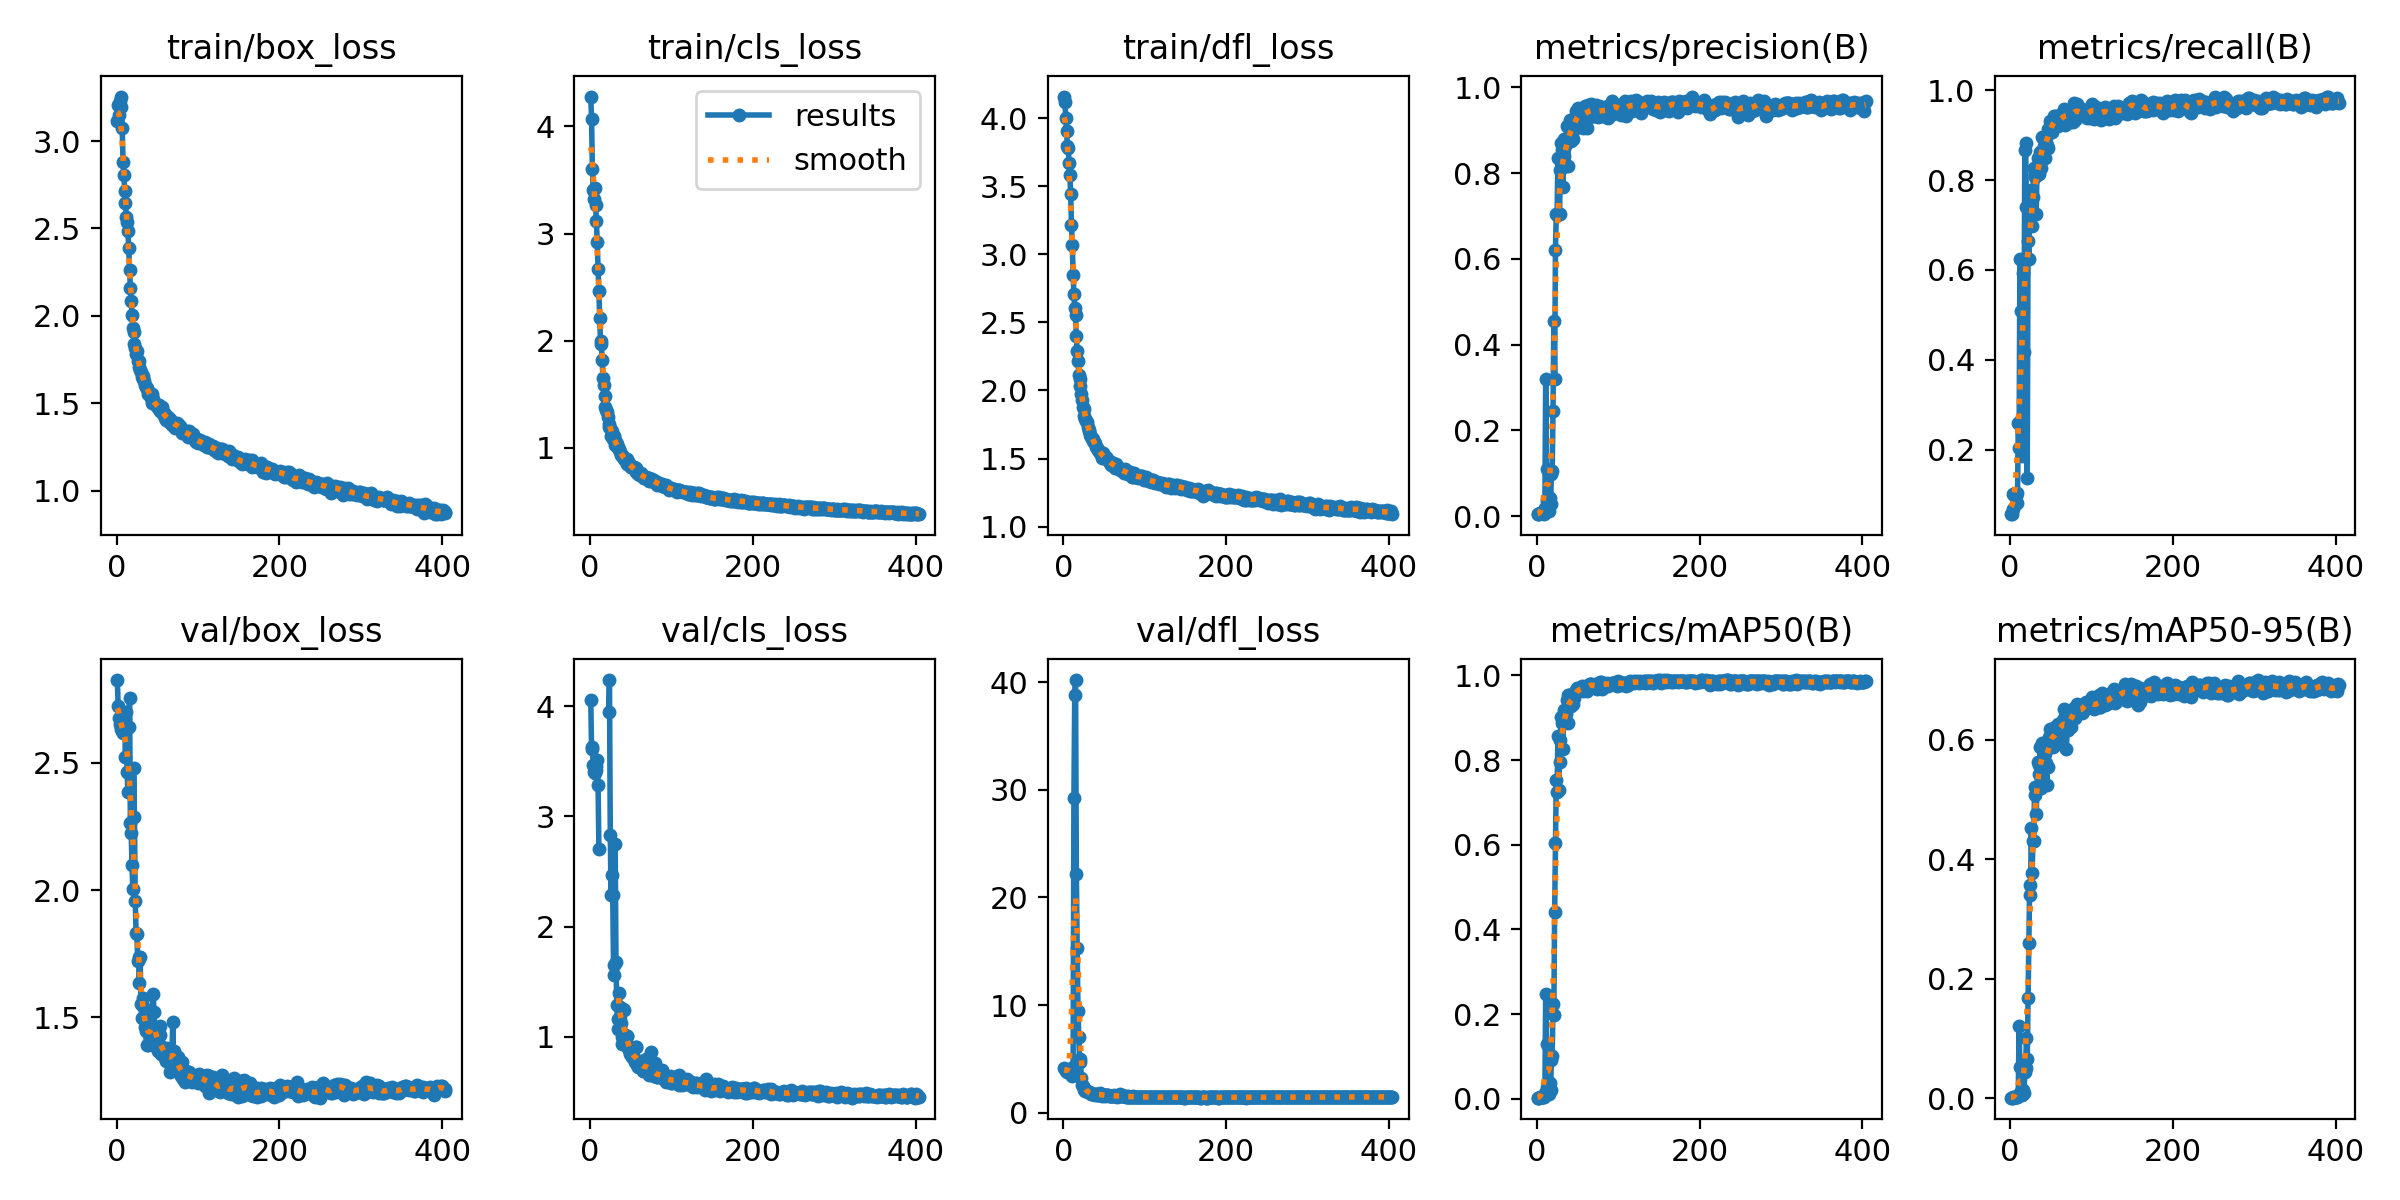 train/box_loss
3.0
2.5
2.0
1.5
1.0
0 200 400
train/cls_loss
results
smooth
4
3
2
1
0 200 400
train/dfl_loss
4.0
3.5
3.0
2.5
2.0
1.5
1.0
0 200 400
metrics/precision(B)
1.0
0.8
0.6
0.4
0.2
0.0
0 200 400
metrics/recall(B)
1.0
0.8
0.6
0.4
0.2
0 200 400
val/box_loss
2.5
2.0
1.5
0 200 400
val/cls_loss
4
3
2
1
0 200 400
val/dfl_loss
40
30
20
10
0
0 200 400
metrics/mAP50(B)
1.0
0.8
0.6
0.4
0.2
0.0
0 200 400
metrics/mAP50-95(B)
0.6
0.4
0.2
0.0
0 200 400